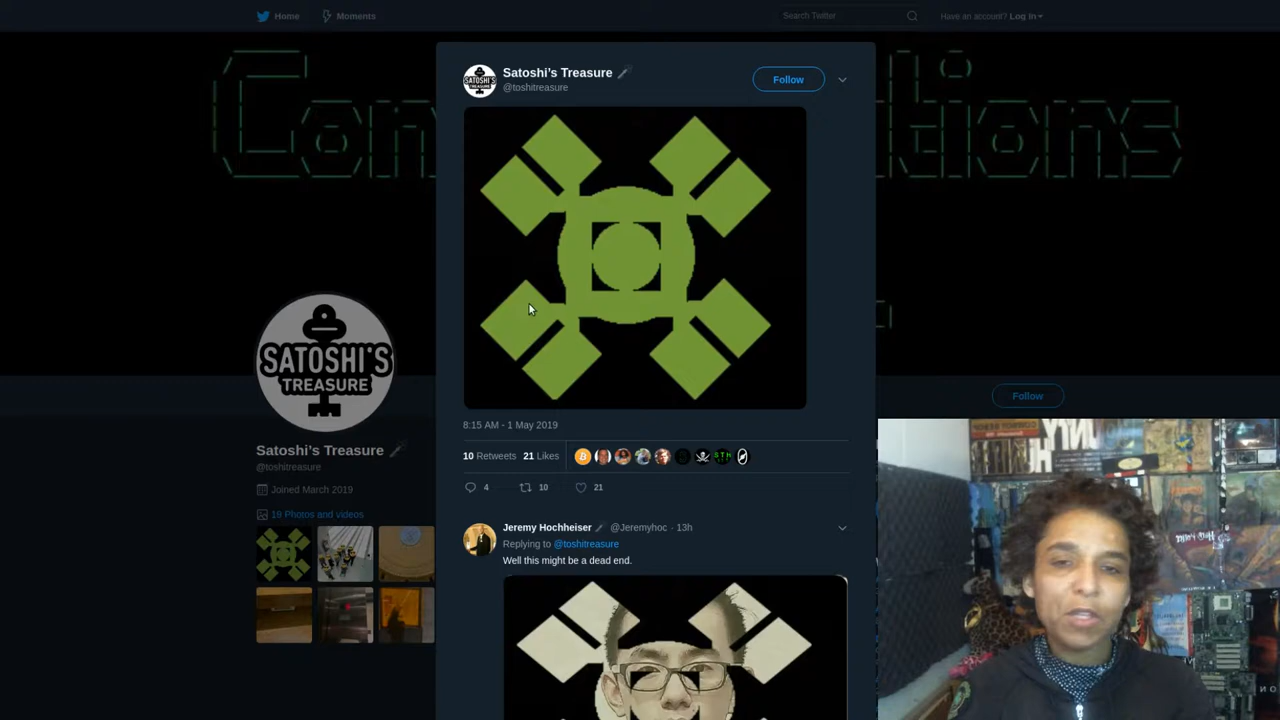 Home
Moments
Search Twitter
Have an account? Log In
Satoshi's Treasure
@toshitreasure
Follow
8:15 AM - 1 May 2019
10 Retweets 21 Likes
4 10 21
Jeremy Hochheiser @Jeremyhoc · 13h
Replying to @toshitreasure
Well this might be a dead end.
SATOSHI'S
TREASURE
Satoshi's Treasure
@toshitreasure
Joined March 2019
19 Photos and videos
Follow